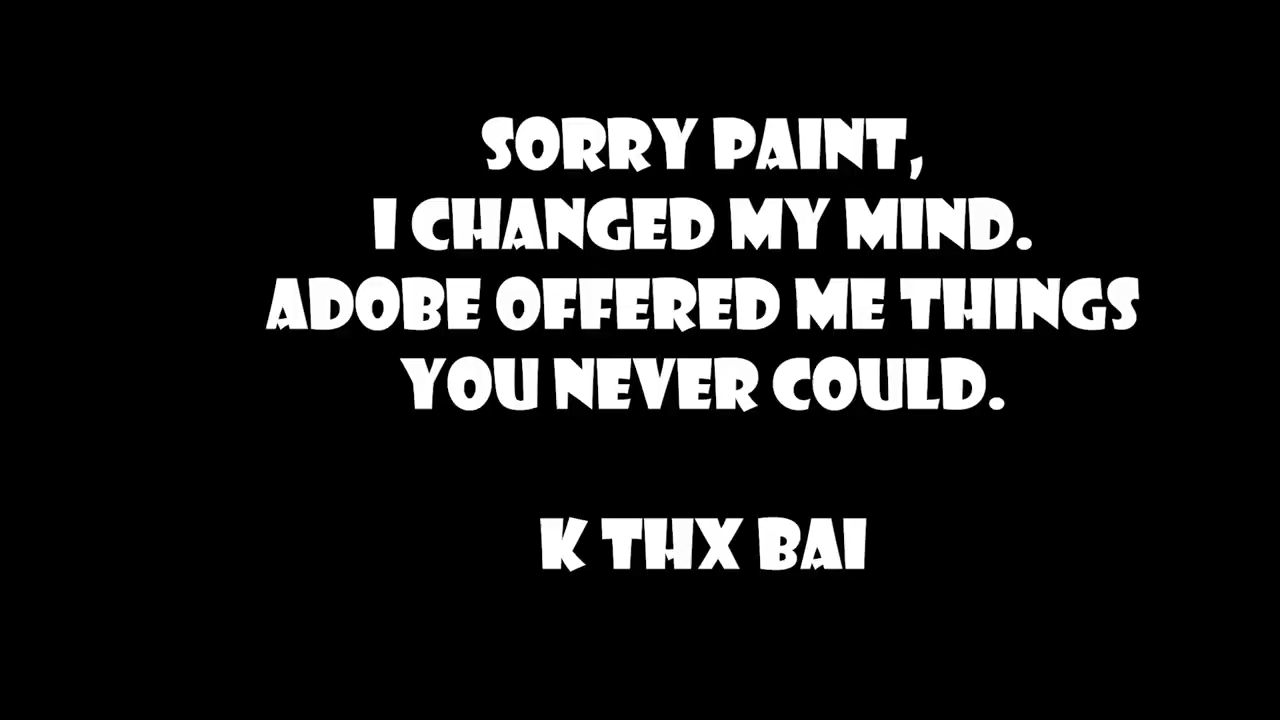 SORRY PAINT,
I CHANGED MY MIND.
ADOBE OFFERED ME THINGS
YOU NEVER COULD.
K THX BAI